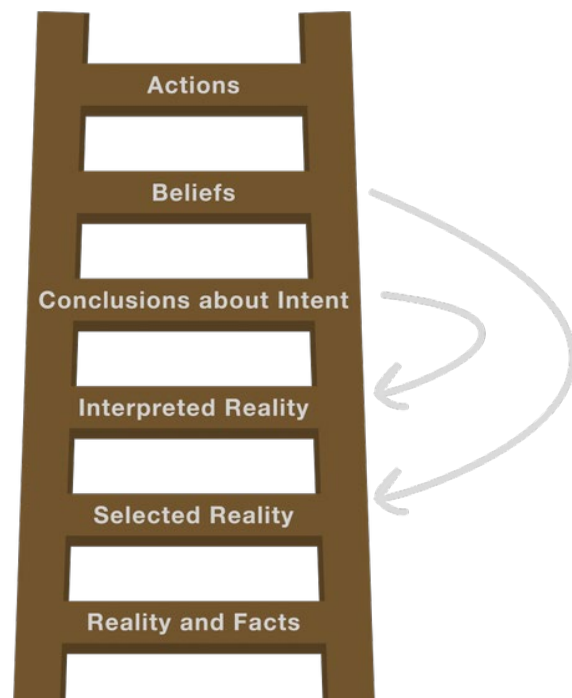 Actions
Beliefs
Conclusions about Intent
Interpreted Reality
Selected Reality
Reality and Facts